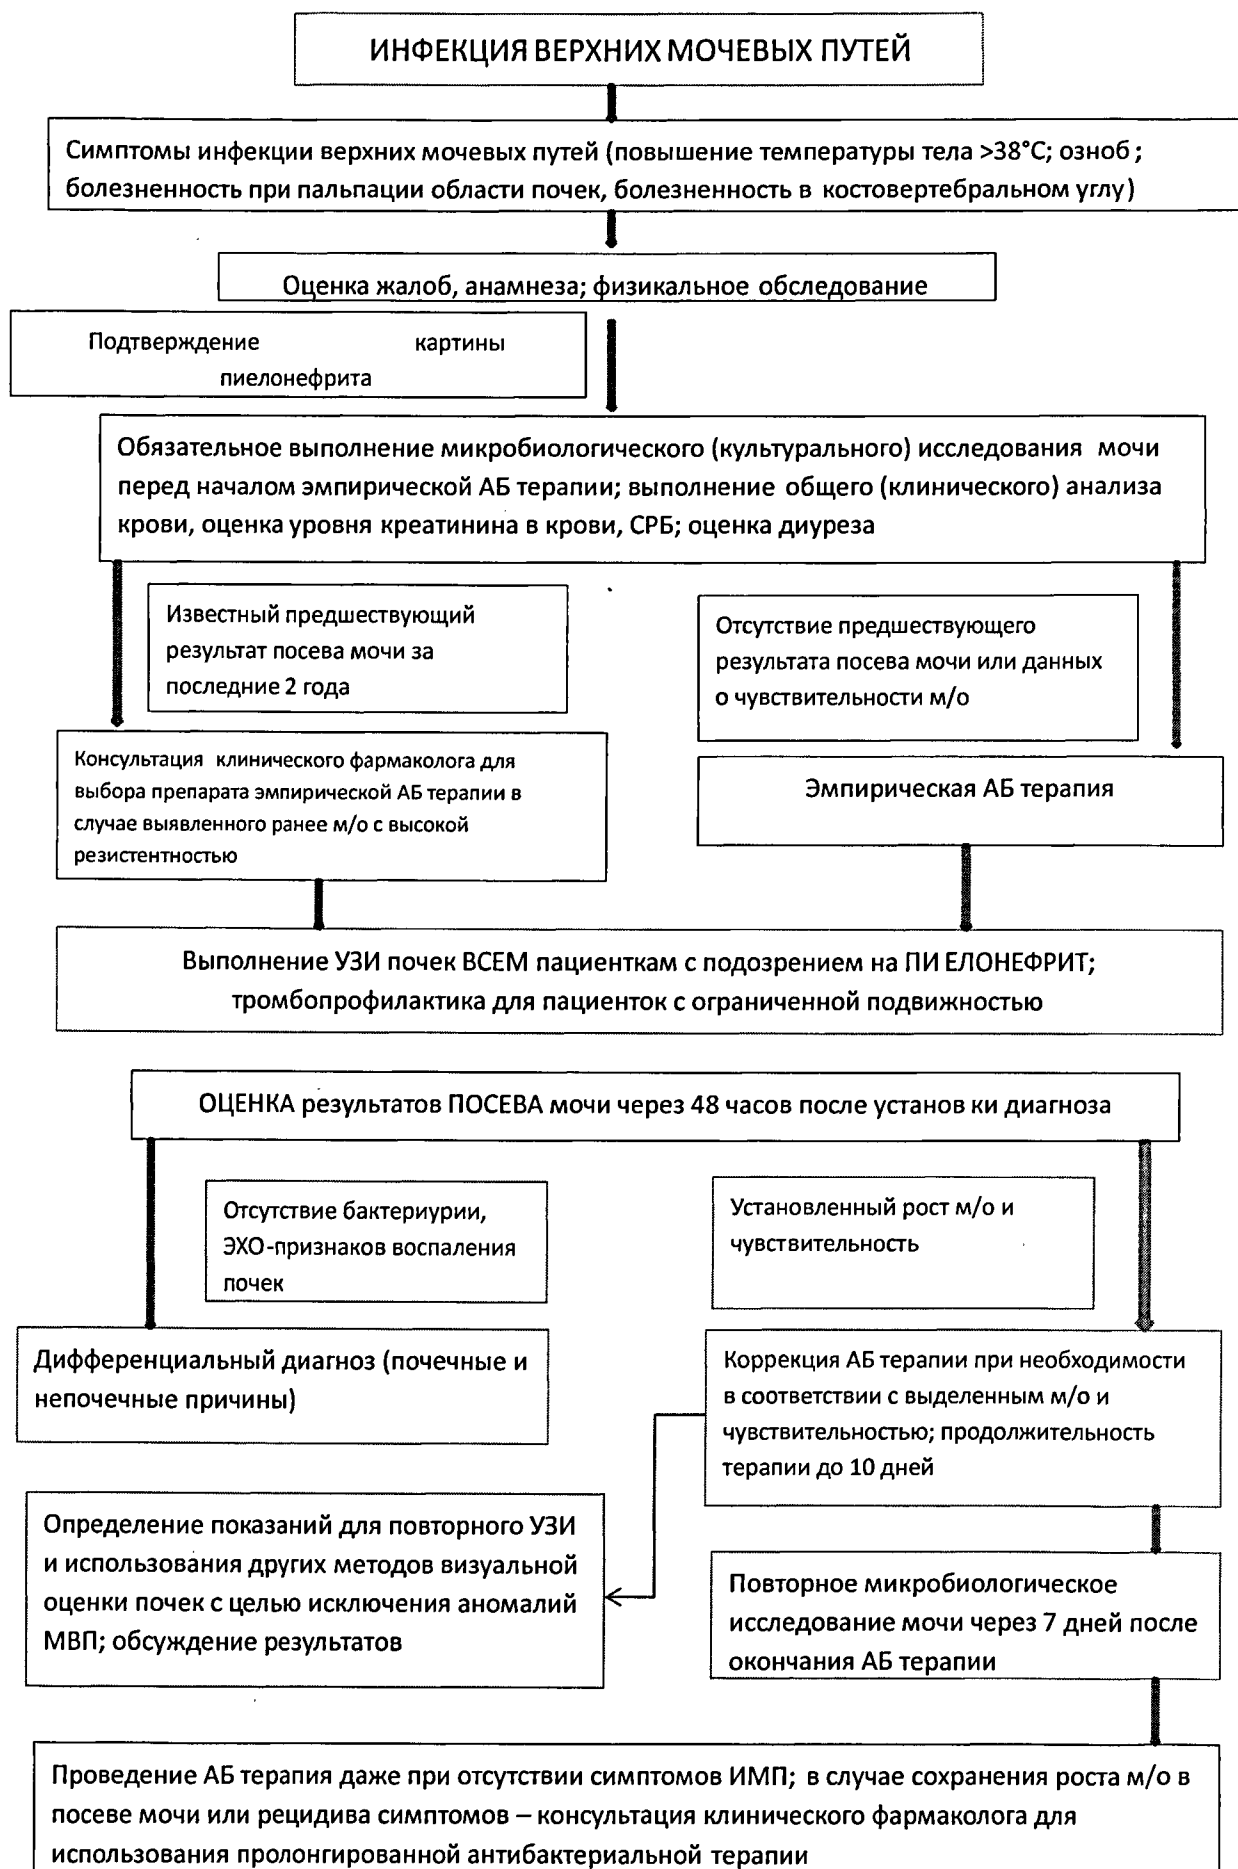 ИНФЕКЦИЯ ВЕРХНИХ МОЧЕВЫХ ПУТЕЙ
Симптомы инфекции верхних мочевых путей (повышение температуры тела >38°С; озноб;
болезненность при пальпации области почек, болезненность в костовертебральном углу)
Оценка жалоб, анамнеза; физикальное обследование
Подтверждение картины
пиелонефрита
Обязательное выполнение микробиологического (культурального) исследования мочи
перед началом эмпирической АБ терапии; выполнение общего (клинического) анализа
крови, оценка уровня креатинина в крови, СРБ; оценка диуреза
Известный предшествующий
результат посева мочи за
последние 2 года
Отсутствие предшествующего
результата посева мочи или данных
о чувствительности м/о
Консультация клинического фармаколога для
выбора препарата эмпирической АБ терапии в
случае выявленного ранее м/о с высокой
резистентностью
Эмпирическая АБ терапия
Выполнение УЗИ почек ВСЕМ пациенткам с подозрением на ПИ ЕЛОНЕФРИТ;
тромбопрофилактика для пациенток с ограниченной подвижностью
ОЦЕНКА результатов ПОСЕВА мочи через 48 часов после установ ки диагноза
Отсутствие бактериурии,
ЭХО-признаков воспаления
почек
Установленный рост м/о и
чувствительность
Дифференциальный диагноз (почечные и
непочечные причины)
Коррекция АБ терапии при необходимости
в соответствии с выделенным м/о и
чувствительностью; продолжительность
терапии до 10 дней
Определение показаний для повторного УЗИ
и использования других методов визуальной
оценки почек с целью исключения аномалий
МВП; обсуждение результатов
Повторное микробиологическое
исследование мочи через 7 дней после
окончания АБ терапии
Проведение АБ терапия даже при отсутствии симптомов ИМП; в случае сохранения роста м/о в
посеве мочи или рецидива симптомов – консультация клинического фармаколога для
использования пролонгированной антибактериальной терапии